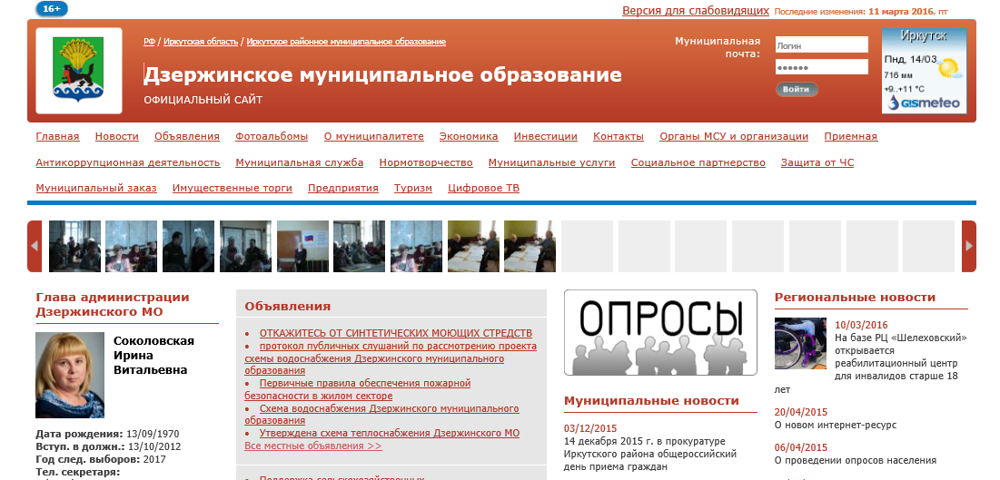 16+
Версия для слабовидящих Последние изменения: 11 марта 2016, пт
РФ / Иркутская область / Иркутское районное муниципальное образование
Дзержинское муниципальное образование
ОФИЦИАЛЬНЫЙ САЙТ
Муниципальная
почта:
Логин
••••••
Войти
Иркутск
Пнд, 14/03
716 мм
+9..+11 °C
GISMETEO
Главная Новости Объявления Фотоальбомы О муниципалитете Экономика Инвестиции Контакты Органы МСУ и организации Приемная
Антикоррупционная деятельность Муниципальная служба Нормотворчество Муниципальные услуги Социальное партнерство Защита от ЧС
Муниципальный заказ Имущественные торги Предприятия Туризм Цифровое ТВ
Глава администрации
Дзержинского МО
Соколовская
Ирина
Витальевна
Дата рождения: 13/09/1970
Вступ. в должн.: 13/10/2012
Год след. выборов: 2017
Тел. секретаря:
Объявления
• ОТКАЖИТЕСЬ ОТ СИНТЕТИЧЕСКИХ МОЮЩИХ СТРЕДСТВ
• протокол публичных слушаний по рассмотрению проекта
схемы водоснабжения Дзержинского муниципального
образования
• Первичные правила обеспечения пожарной
безопасности в жилом секторе
• Схема водоснабжения Дзержинского муниципального
образования
• Утверждена схема теплоснабжения Дзержинского МО
Все местные объявления >>
• Поддержка сельскохозяйственных
ОПРОСЫ
Муниципальные новости
03/12/2015
14 декабря 2015 г. в прокуратуре
Иркутского района общероссийский
день приема граждан
Региональные новости
10/03/2016
На базе РЦ «Шелеховский»
открывается
реабилитационный центр
для инвалидов старше 18
лет
20/04/2015
О новом интернет-ресурс
06/04/2015
О проведении опросов населения